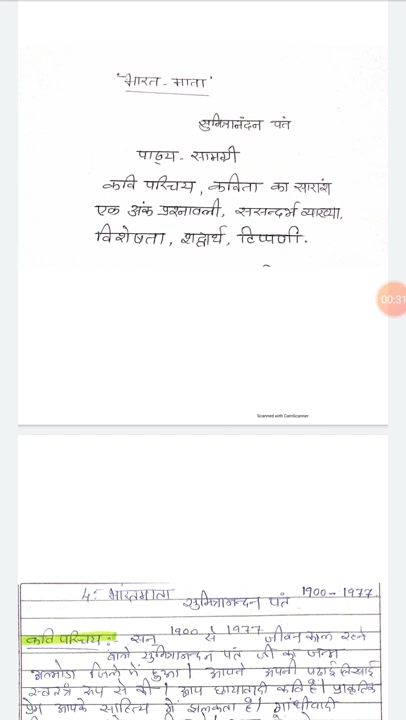 'भारत-माता'
सुमित्रानंदन पंत
पाठ्य-सामग्री
कवि परिचय, कविता का सारांश
एक अंक प्रश्नावली, ससन्दर्भ व्याख्या,
विशेषता, शब्दार्थ, टिप्पणी.
00:31
Scanned with CamScanner
4: भारतमाता सुमित्रानन्दन पंत 1900-1977
कवि परिचय:- सन् 1900 से 1977 जीवन काल रखने
वाले सुमित्रानन्दन पंत जी का जन्म
अल्मोडा जिले में हुआ। आपने अपनी पढाई लिखाई
स्वतंत्र रूप से की। आप छायावादी कवि है। प्राकृतिक
प्रेम आपके साहित्य में झलकता है। गांधीवादी